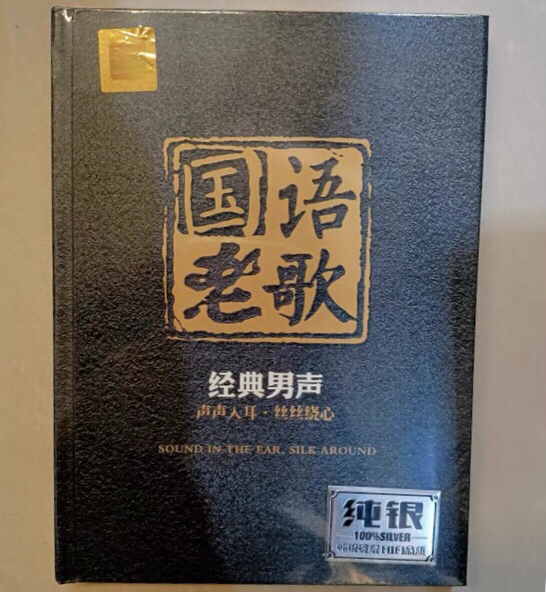 国语
老歌
经典男声
声声入耳·丝丝绕心
SOUND IN THE EAR, SILK AROUND
纯银
100%SILVER